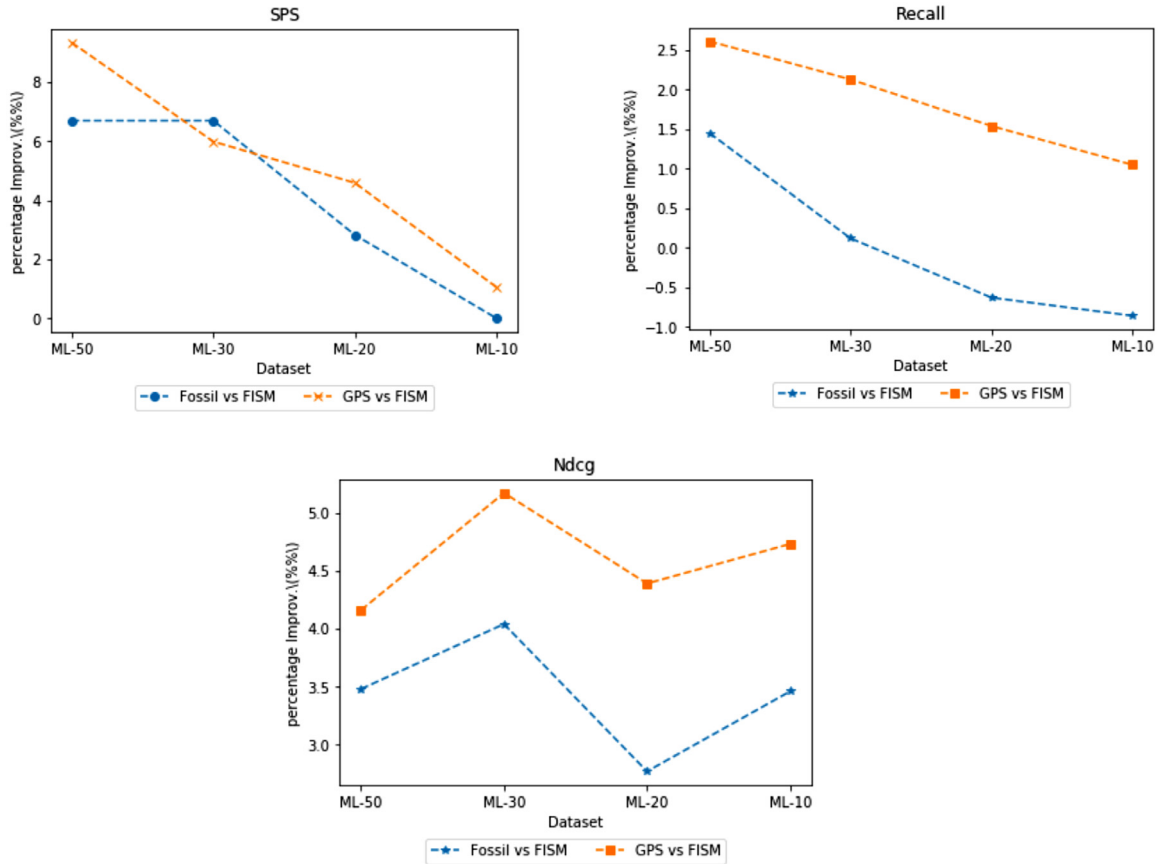 SPS
percentage Improv.\(%%\)
8
6
4
2
0
ML-50 ML-30 ML-20 ML-10
Dataset
Fossil vs FISM GPS vs FISM
Recall
percentage Improv.\(%%\)
2.5
2.0
1.5
1.0
0.5
0.0
−0.5
−1.0
ML-50 ML-30 ML-20 ML-10
Dataset
Fossil vs FISM GPS vs FISM
Ndcg
percentage Improv.\(%%\)
5.0
4.5
4.0
3.5
3.0
ML-50 ML-30 ML-20 ML-10
Dataset
Fossil vs FISM GPS vs FISM